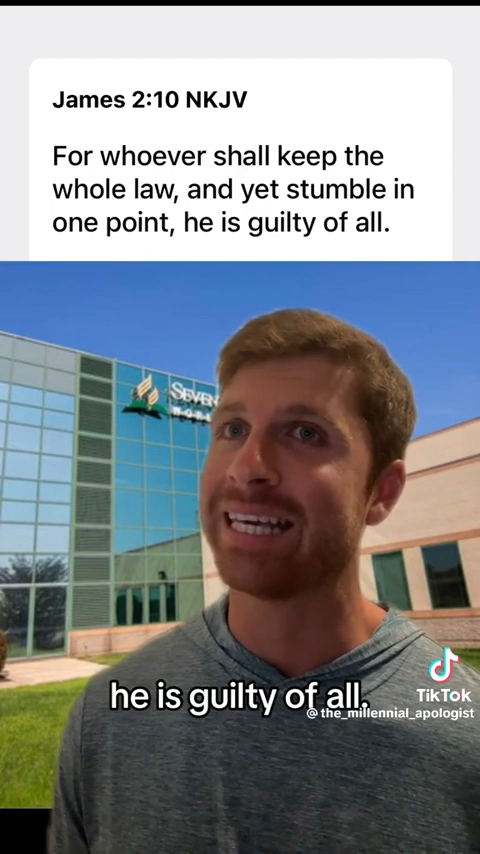 James 2:10 NKJV
For whoever shall keep the
whole law, and yet stumble in
one point, he is guilty of all.
SEVEN
WOR
he is guilty of all.
TikTok
@the_millennial_apologist